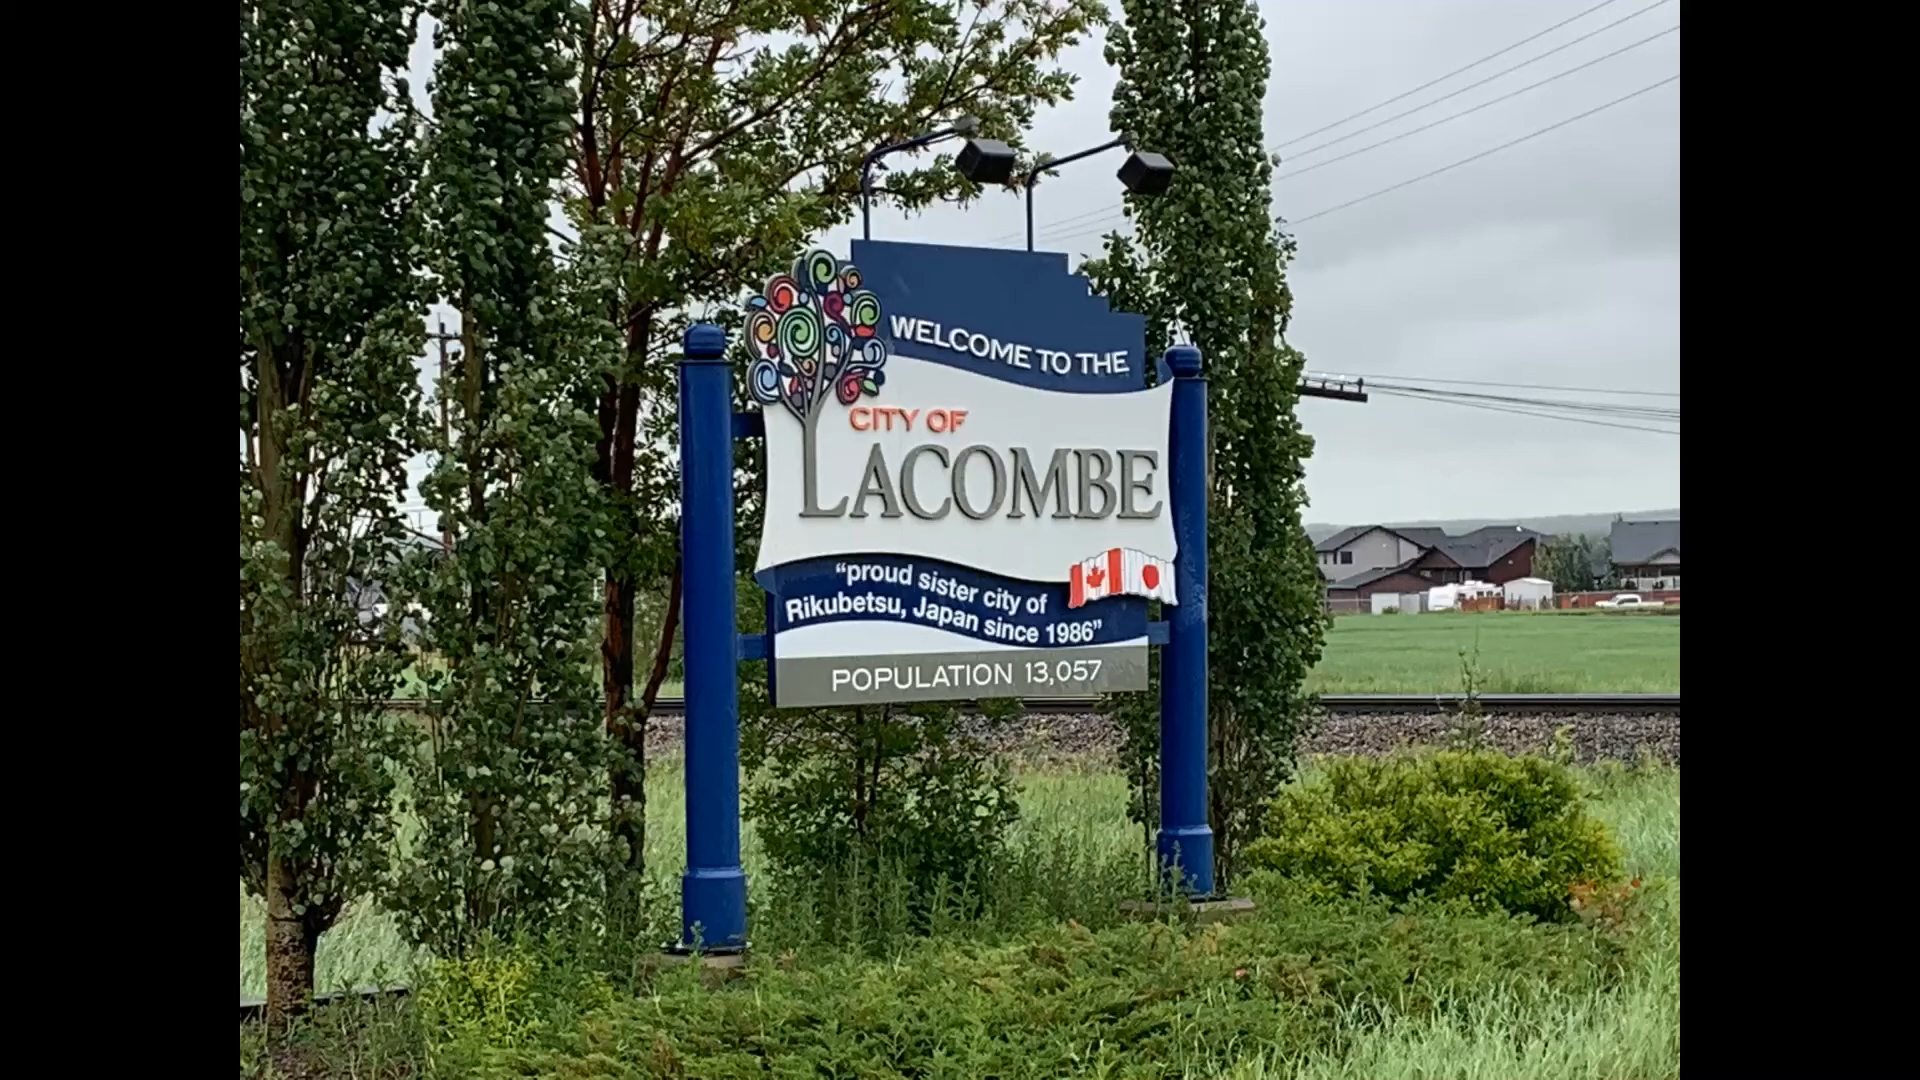 WELCOME TO THE
CITY OF
LACOMBE
“proud sister city of
Rikubetsu, Japan since 1986”
POPULATION 13,057